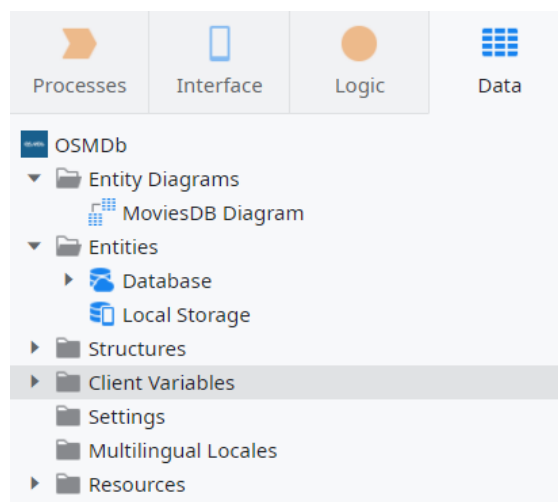 Processes Interface Logic Data
OSMDb
Entity Diagrams
MoviesDB Diagram
Entities
Database
Local Storage
Structures
Client Variables
Settings
Multilingual Locales
Resources